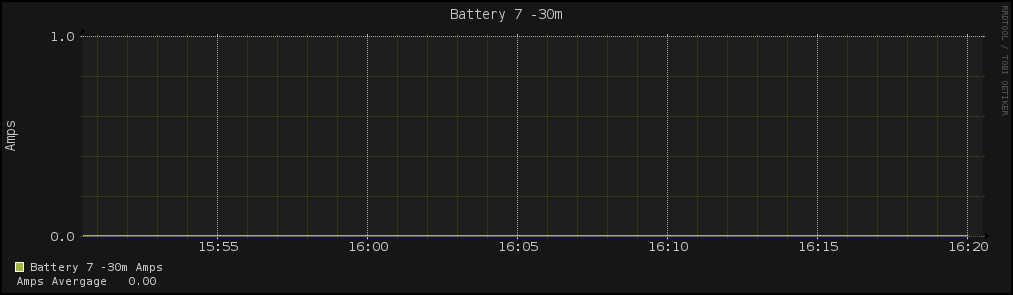 Battery 7 -30m
RRDTOOL / TOBI OETIKER
1.0
Amps
0.0
15:55 16:00 16:05 16:10 16:15 16:20
Battery 7 -30m Amps
Amps Avergage 0.00